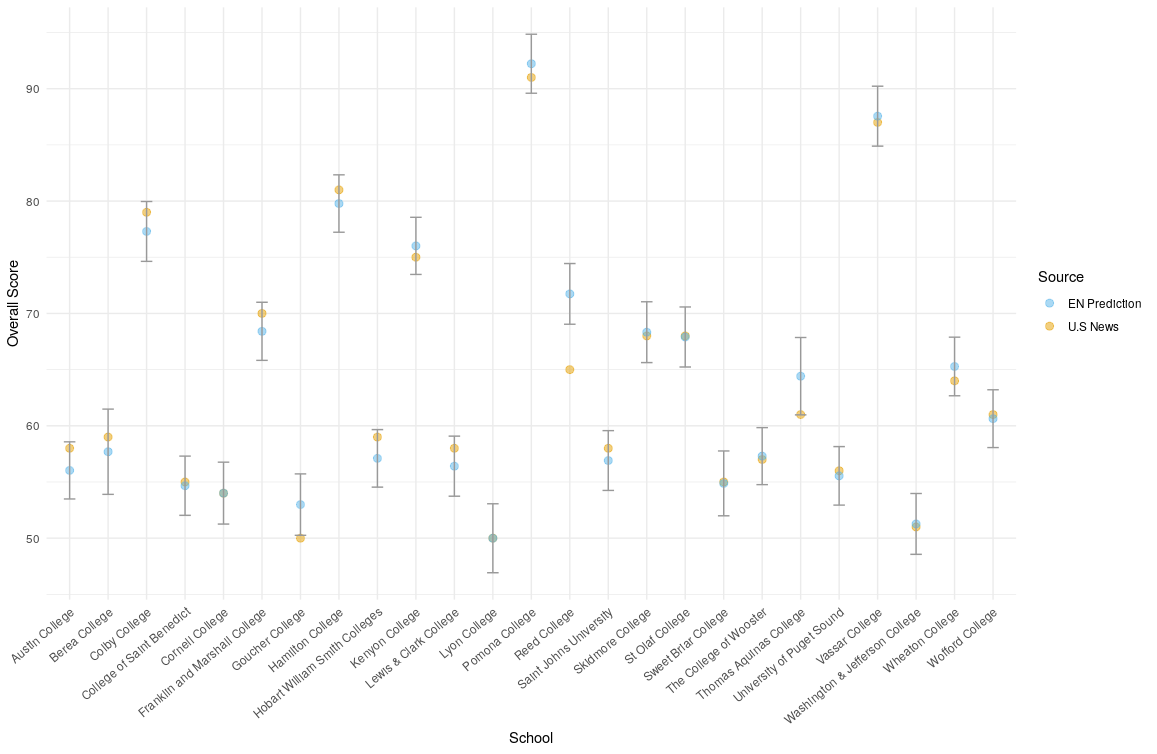 Overall Score
90
80
70
60
50
Austin College
Berea College
Colby College
College of Saint Benedict
Cornell College
Franklin and Marshall College
Goucher College
Hamilton College
Hobart William Smith Colleges
Kenyon College
Lewis & Clark College
Lyon College
Pomona College
Reed College
Saint Johns University
Skidmore College
St Olaf College
Sweet Briar College
The College of Wooster
Thomas Aquinas College
University of Puget Sound
Vassar College
Washington & Jefferson College
Wheaton College
Wofford College
School
Source
EN Prediction
U.S News